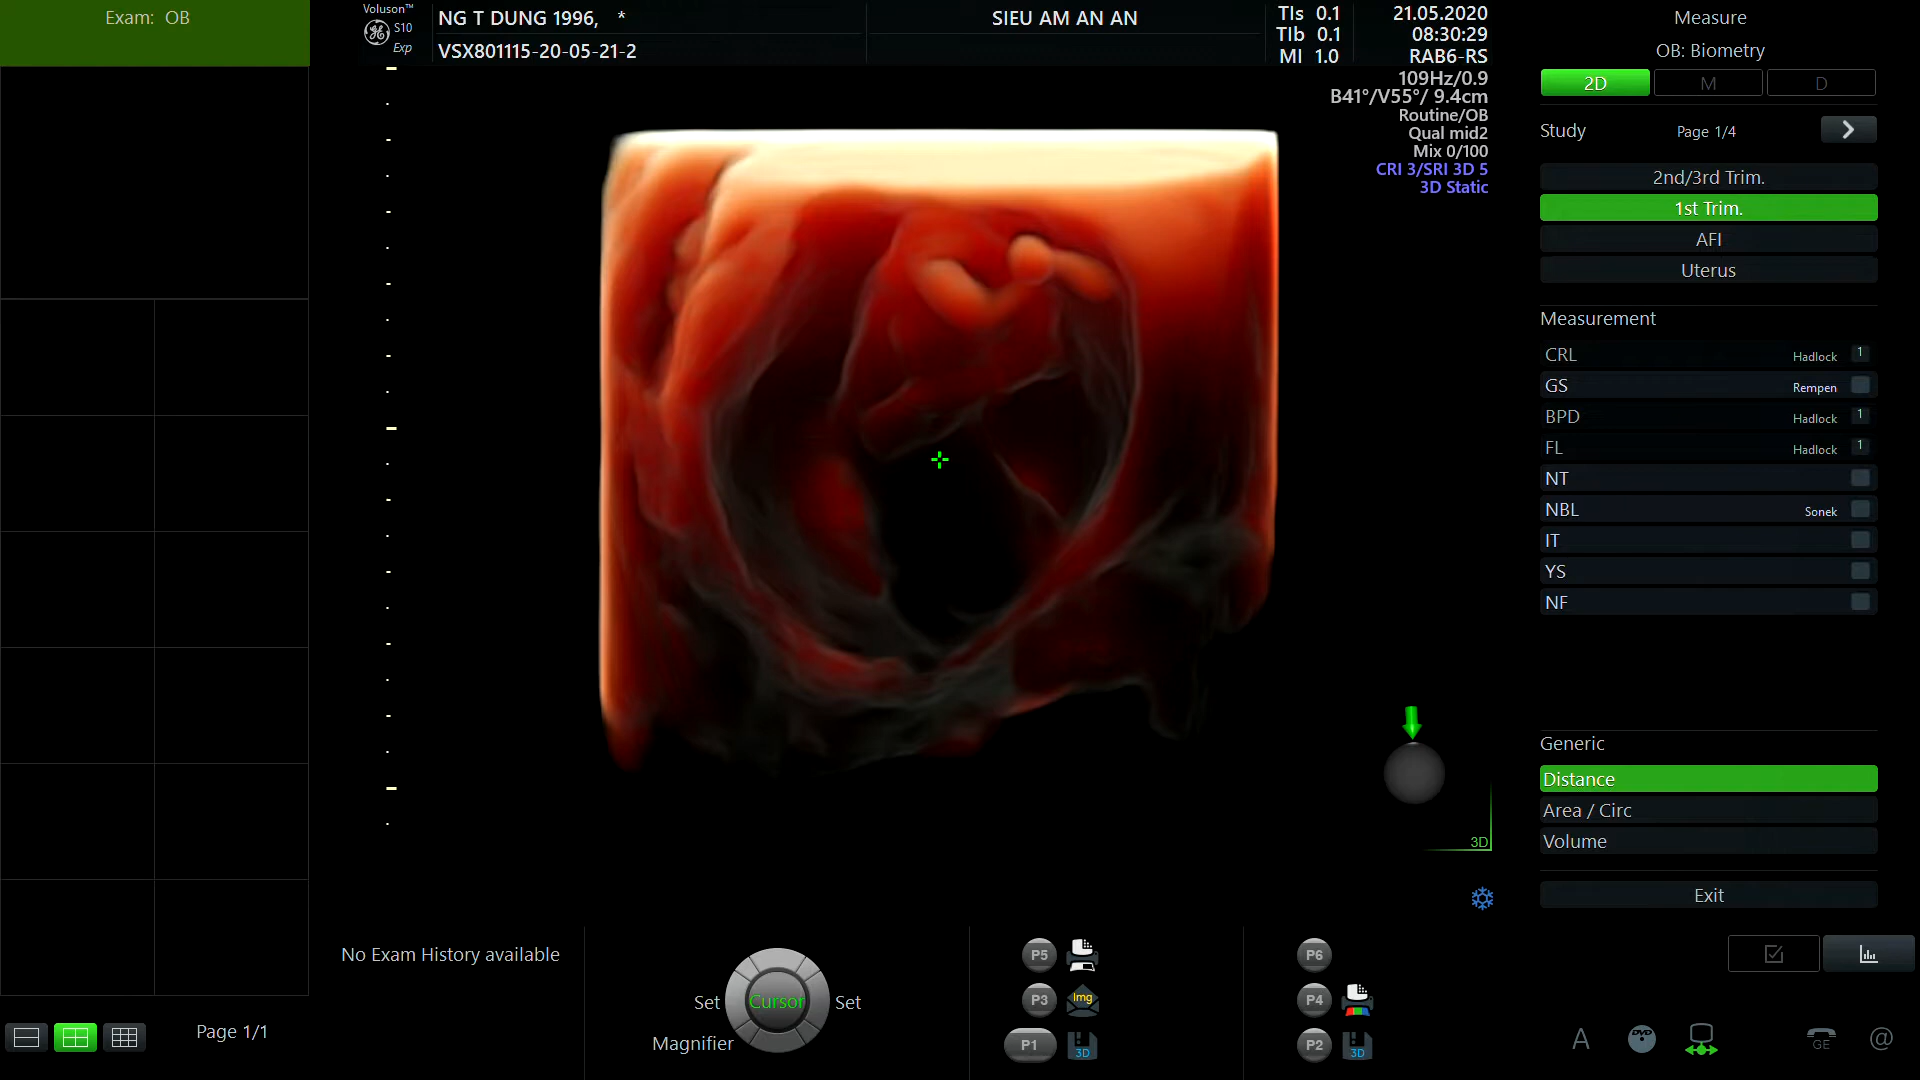 Exam: OB
Voluson™
S10
Exp
NG T DUNG 1996, *
SIEU AM AN AN
VSX801115-20-05-21-2
TIs 0.1
TIb 0.1
MI 1.0
21.05.2020
08:30:29
RAB6-RS
109Hz/0.9
B41°/V55°/ 9.4cm
Routine/OB
Qual mid2
Mix 0/100
CRI 3/SRI 3D 5
3D Static
Measure
OB: Biometry
2D M D
Study Page 1/4
2nd/3rd Trim.
1st Trim.
AFI
Uterus
Measurement
CRL Hadlock 1
GS Rempen
BPD Hadlock 1
FL Hadlock 1
NT
NBL Sonek
IT
YS
NF
Generic
Distance
Area / Circ
Volume
Exit
3D
No Exam History available
Page 1/1
Set Cursor Set
Magnifier
P5
P3 Img
P1 3D
P6
P4
P2 3D
A DVD GE @